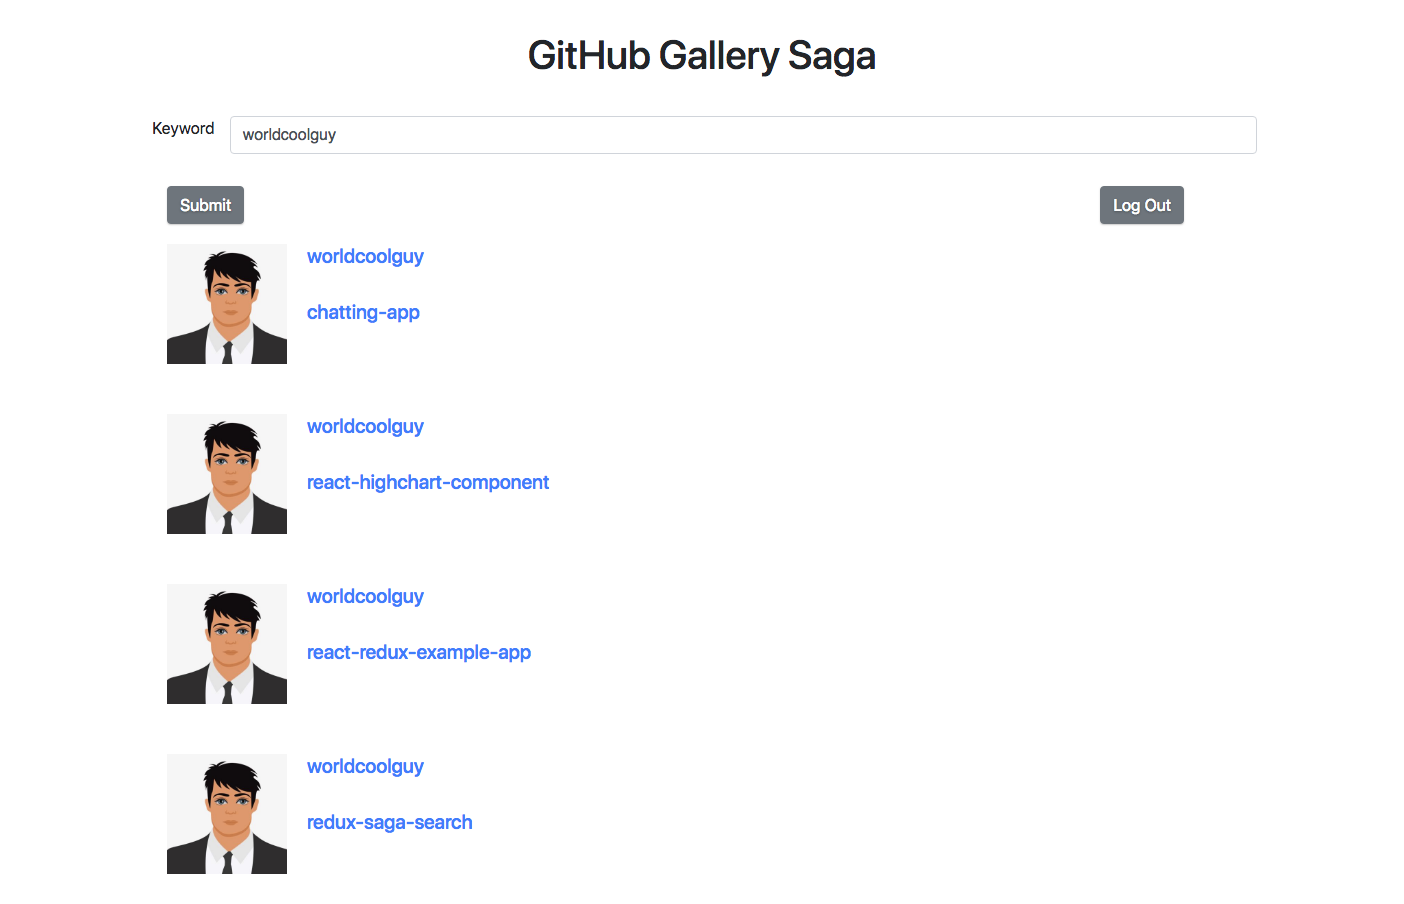 GitHub Gallery Saga
Keyword
worldcoolguy
Submit
Log Out
worldcoolguy
chatting-app
worldcoolguy
react-highchart-component
worldcoolguy
react-redux-example-app
worldcoolguy
redux-saga-search